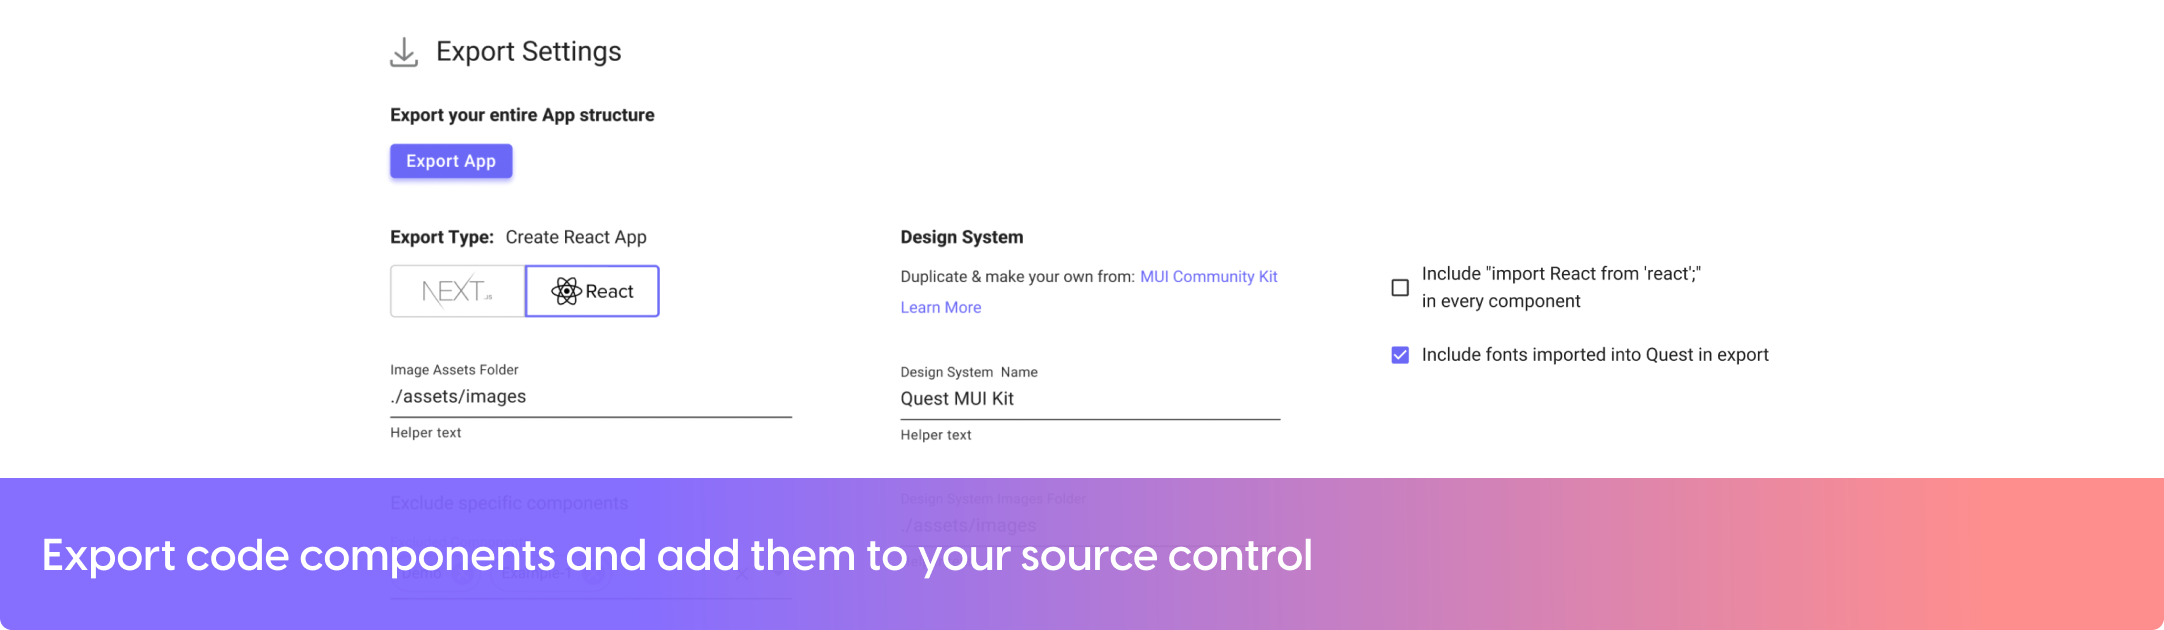 Export Settings
Export your entire App structure
Export App
Export Type: Create React App
NEXT.JS
React
Image Assets Folder
./assets/images
Helper text
Design System
Duplicate & make your own from: MUI Community Kit
Learn More
Design System Name
Quest MUI Kit
Helper text
Include "import React from 'react';"
in every component
Include fonts imported into Quest in export
Exclude specific components
Design System Images Folder
./assets/images
Export code components and add them to your source control